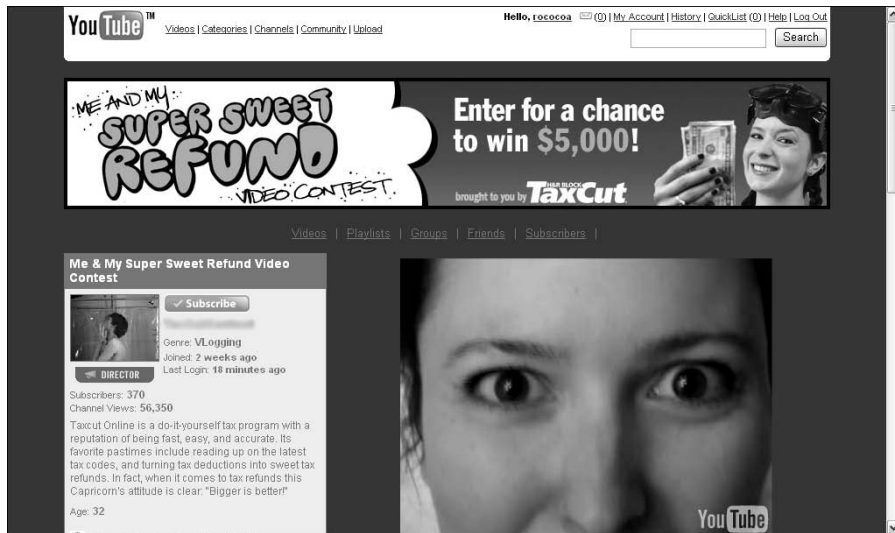 YouTube™
Videos | Categories | Channels | Community | Upload
Hello, rococoa (0) | My Account | History | QuickList (0) | Help | Log Out
Search
ME AND MY
SUPER SWEET
REFUND
VIDEO CONTEST.
Enter for a chance
to win $5,000!
brought to you by H&R BLOCK TaxCut
Videos | Playlists | Groups | Friends | Subscribers |
Me & My Super Sweet Refund Video
Contest
Subscribe
Genre: VLogging
Joined: 2 weeks ago
Last Login: 18 minutes ago
DIRECTOR
Subscribers: 370
Channel Views: 56,350
Taxcut Online is a do-it-yourself tax program with a
reputation of being fast, easy, and accurate. Its
favorite pastimes include reading up on the latest
tax codes, and turning tax deductions into sweet tax
refunds. In fact, when it comes to tax refunds this
Capricorn's attitude is clear: "Bigger is better!"
Age: 32
YouTube